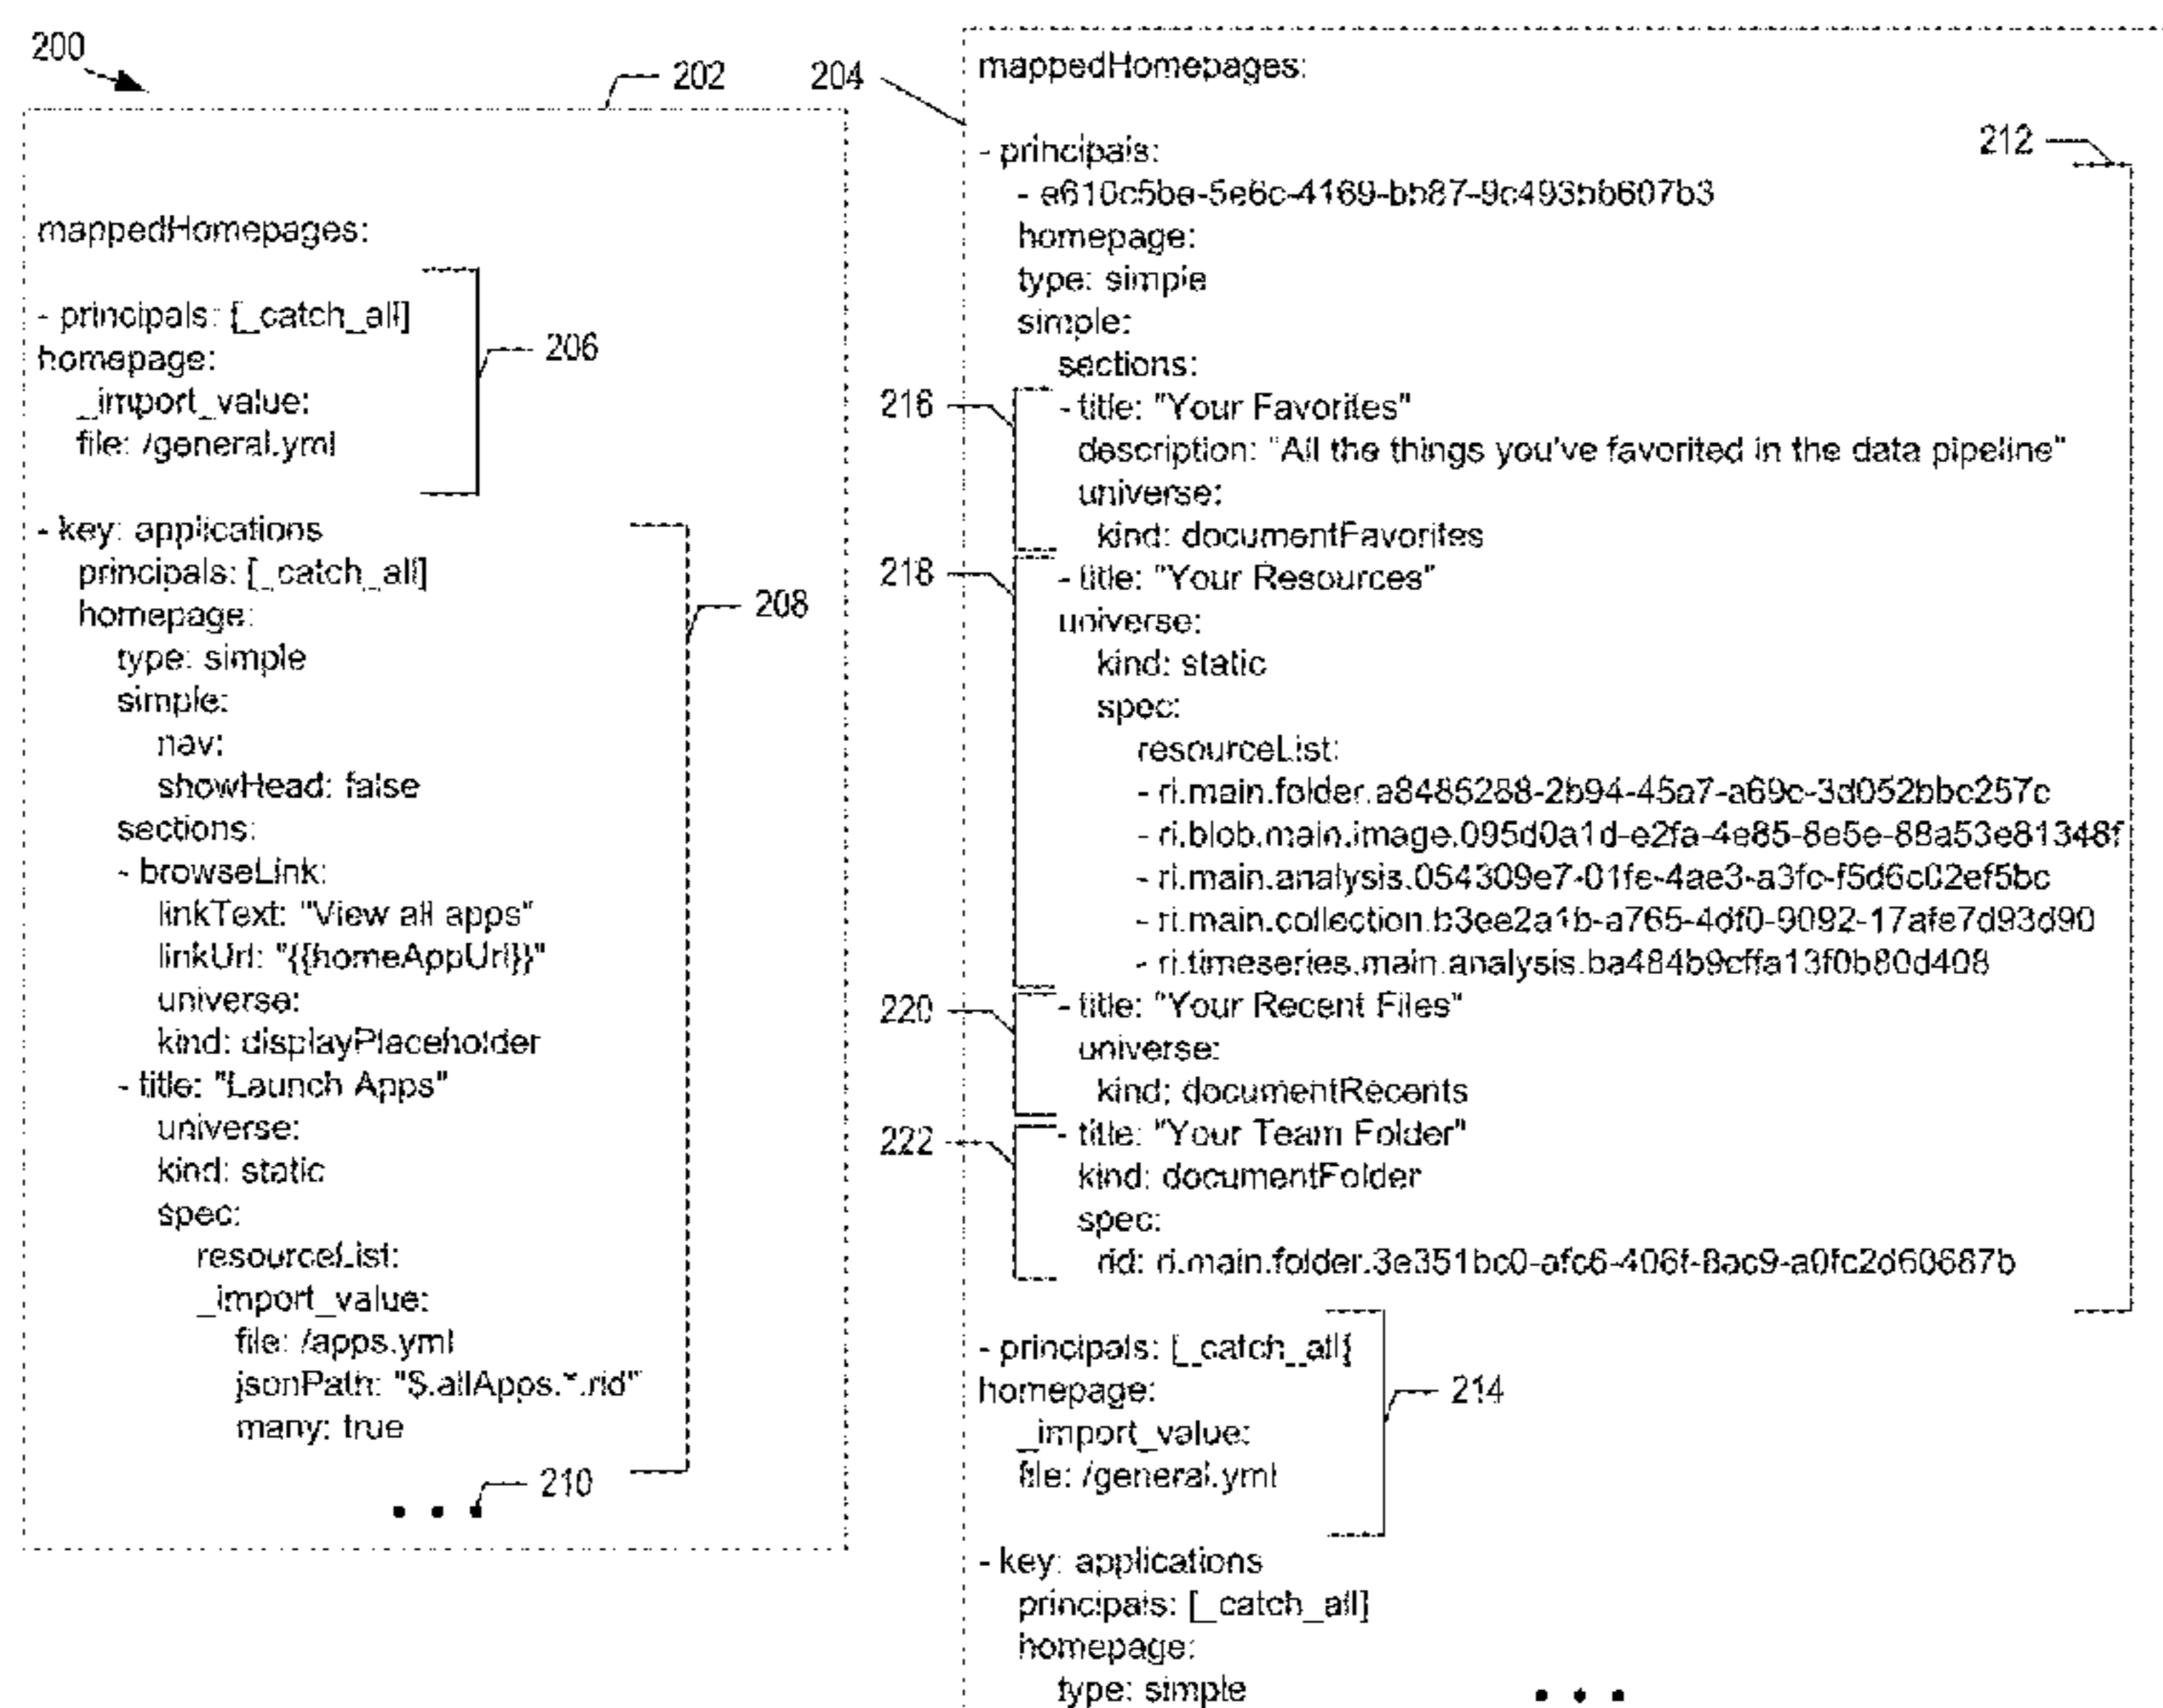 200
202
mappedHomepages:
- principals: [_catch_all]
homepage:
_import_value:
file: /general.yml
206
- key: applications
principals: [_catch_all]
homepage:
type: simple
simple:
nav:
showHead: false
sections:
- browseLink:
linkText: "View all apps"
linkUrl: "{{homeAppUrl}}"
universe:
kind: displayPlaceholder
- title: "Launch Apps"
universe:
kind: static
spec:
resourceList:
_import_value:
file: /apps.yml
jsonPath: "$.allApps.*.rid"
many: true
208
• • •
210
204
mappedHomepages:
212
- principals:
homepage:
type: simple
simple:
sections:
216
- title: "Your Favorites"
description: "All the things you've favorited in the data pipeline"
universe:
kind: documentFavorites
218
- title: "Your Resources"
universe:
kind: static
spec:
resourceList:
- ri.main.folder.a8486288-2b94-45a7-a69c-3d052bbc257c
- ri.blob.main.image.095d0a1d-e2fa-4e85-8e5e-88a53e81348f
- ri.main.analysis.054309e7-01fe-4ae3-a3fc-f5d6c02ef5bc
- ri.main.collection.b3ee2a1b-a765-4df0-9092-17afe7d93d90
- ri.timeseries.main.analysis.ba484b9cffa13f0b80d408
220
- title: "Your Recent Files"
universe:
kind: documentRecents
222
- title: "Your Team Folder"
kind: documentFolder
spec:
rid: ri.main.folder.3e351bc0-afc6-406f-8ac9-a0fc2d60687b
- principals: [_catch_all]
homepage:
_import_value:
file: /general.yml
214
- key: applications
principals: [_catch_all]
homepage:
type: simple
• • •